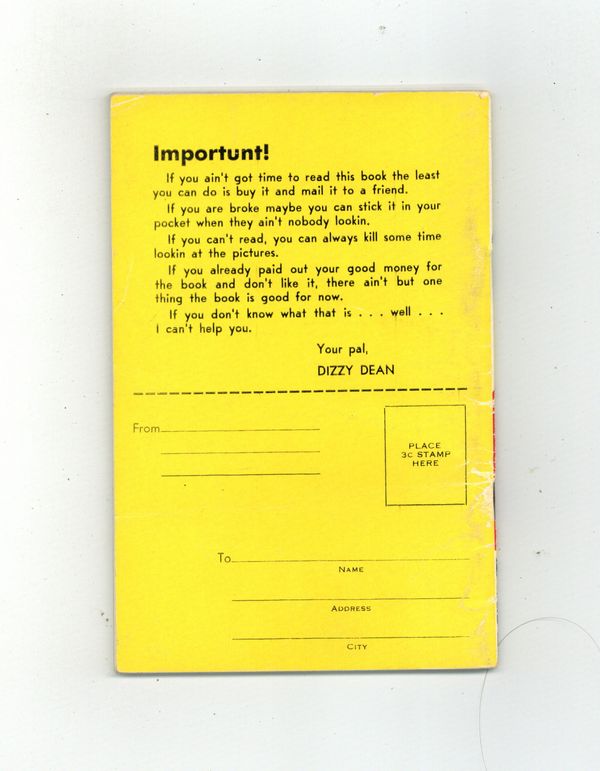 Importunt!
If you ain't got time to read this book the least
you can do is buy it and mail it to a friend.
If you are broke maybe you can stick it in your
pocket when they ain't nobody lookin.
If you can't read, you can always kill some time
lookin at the pictures.
If you already paid out your good money for
the book and don't like it, there ain't but one
thing the book is good for now.
If you don't know what that is . . . well . . .
I can't help you.
Your pal,
DIZZY DEAN
From
PLACE
3c STAMP
HERE
To
NAME
ADDRESS
CITY